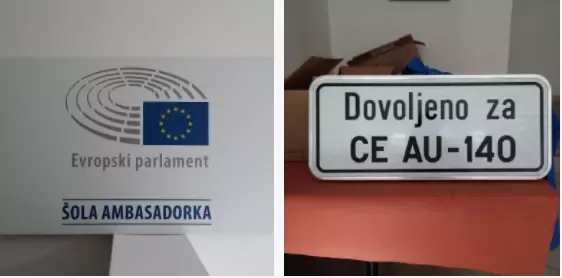 Evropski parlament
ŠOLA AMBASADORKA
Dovoljeno za
CE AU-140